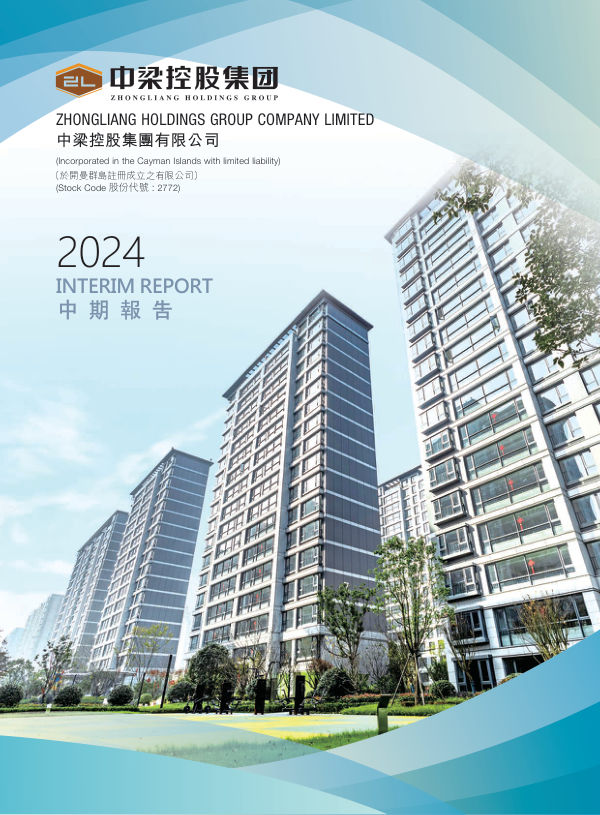 中梁控股集团
ZHONGLIANG HOLDINGS GROUP
ZHONGLIANG HOLDINGS GROUP COMPANY LIMITED
中梁控股集團有限公司
(Incorporated in the Cayman Islands with limited liability)
(於開曼群島註冊成立之有限公司)
(Stock Code 股份代號 : 2772)
2024
INTERIM REPORT
中期報告